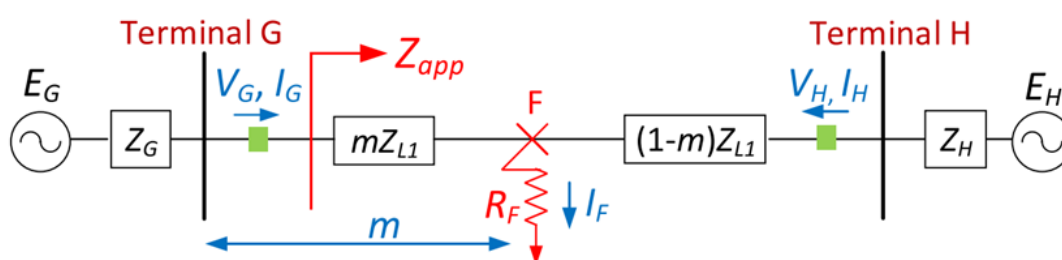 Terminal G
Terminal H
Z_app
E_G
V_G, I_G
F
V_H, I_H
E_H
Z_G
mZ_L1
(1-m)Z_L1
Z_H
R_F
I_F
m